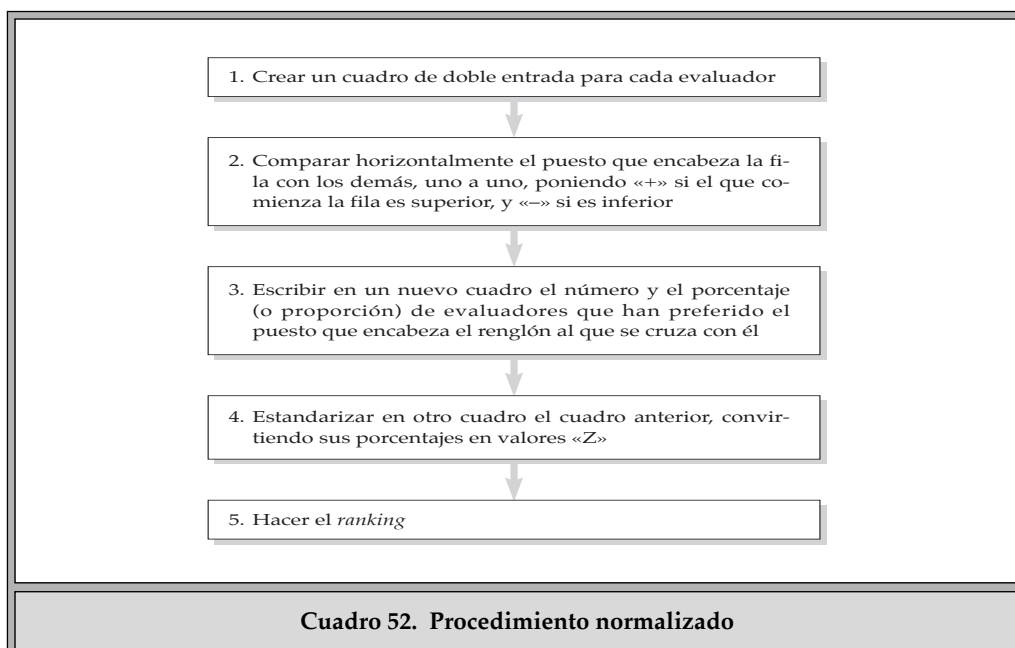 1. Crear un cuadro de doble entrada para cada evaluador
2. Comparar horizontalmente el puesto que encabeza la fi-
la con los demás, uno a uno, poniendo «+» si el que co-
mienza la fila es superior, y «–» si es inferior
3. Escribir en un nuevo cuadro el número y el porcentaje
(o proporción) de evaluadores que han preferido el
puesto que encabeza el renglón al que se cruza con él
4. Estandarizar en otro cuadro el cuadro anterior, convir-
tiendo sus porcentajes en valores «Z»
5. Hacer el ranking
Cuadro 52. Procedimiento normalizado